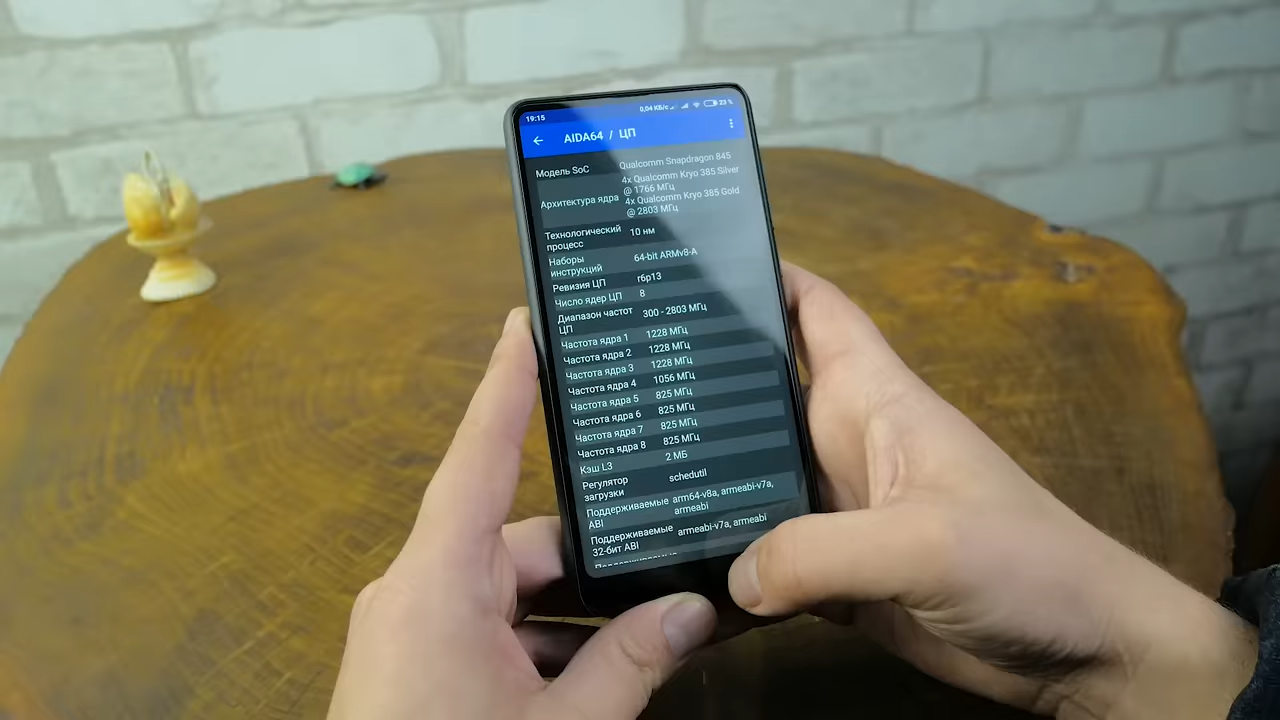 19:15 0,04 КБ/с 23 %
AIDA64 / ЦП
Модель SoC Qualcomm Snapdragon 845
Архитектура ядра 4x Qualcomm Kryo 385 Silver
@ 1766 МГц
4x Qualcomm Kryo 385 Gold
@ 2803 МГц
Технологический
процесс 10 нм
Наборы
инструкций 64-bit ARMv8-A
Ревизия ЦП r6p13
Число ядер ЦП 8
Диапазон частот
ЦП 300 - 2803 МГц
Частота ядра 1 1228 МГц
Частота ядра 2 1228 МГц
Частота ядра 3 1228 МГц
Частота ядра 4 1056 МГц
Частота ядра 5 825 МГц
Частота ядра 6 825 МГц
Частота ядра 7 825 МГц
Частота ядра 8 825 МГц
Кэш L3 2 МБ
Регулятор
загрузки schedutil
Поддерживаемые
ABI arm64-v8a, armeabi-v7a,
armeabi
Поддерживаемые
32-бит ABI armeabi-v7a, armeabi